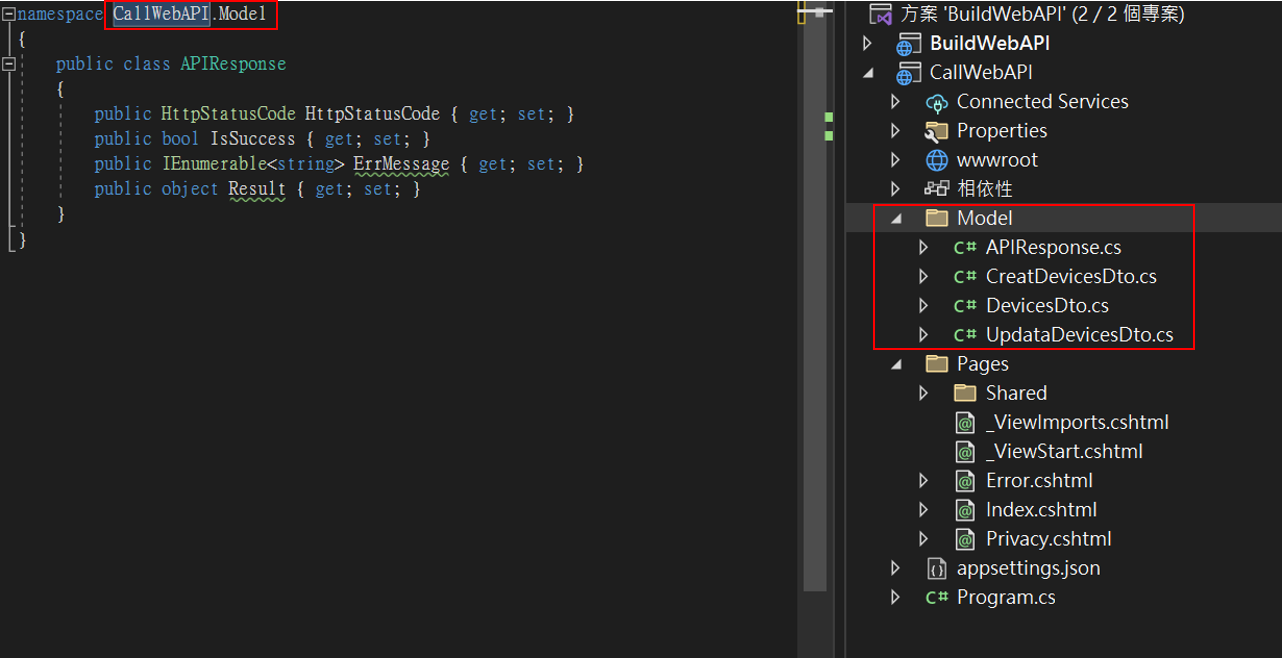 namespace CallWebAPI.Model
{
public class APIResponse
{
public HttpStatusCode HttpStatusCode { get; set; }
public bool IsSuccess { get; set; }
public IEnumerable<string> ErrMessage { get; set; }
public object Result { get; set; }
}
}
方案 'BuildWebAPI' (2 / 2 個專案)
BuildWebAPI
CallWebAPI
Connected Services
Properties
wwwroot
相依性
Model
C# APIResponse.cs
C# CreatDevicesDto.cs
C# DevicesDto.cs
C# UpdataDevicesDto.cs
Pages
Shared
_ViewImports.cshtml
_ViewStart.cshtml
Error.cshtml
Index.cshtml
Privacy.cshtml
appsettings.json
C# Program.cs